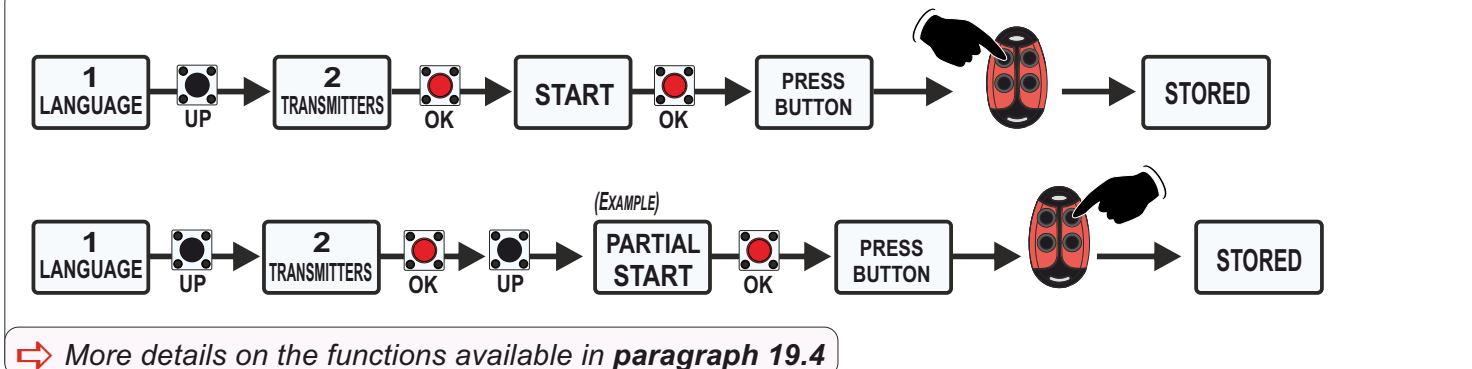 1
LANGUAGE
UP
2
TRANSMITTERS
OK
START
OK
PRESS
BUTTON
STORED
1
LANGUAGE
UP
2
TRANSMITTERS
OK
UP
(EXAMPLE)
PARTIAL
START
OK
PRESS
BUTTON
STORED
More details on the functions available in paragraph 19.4